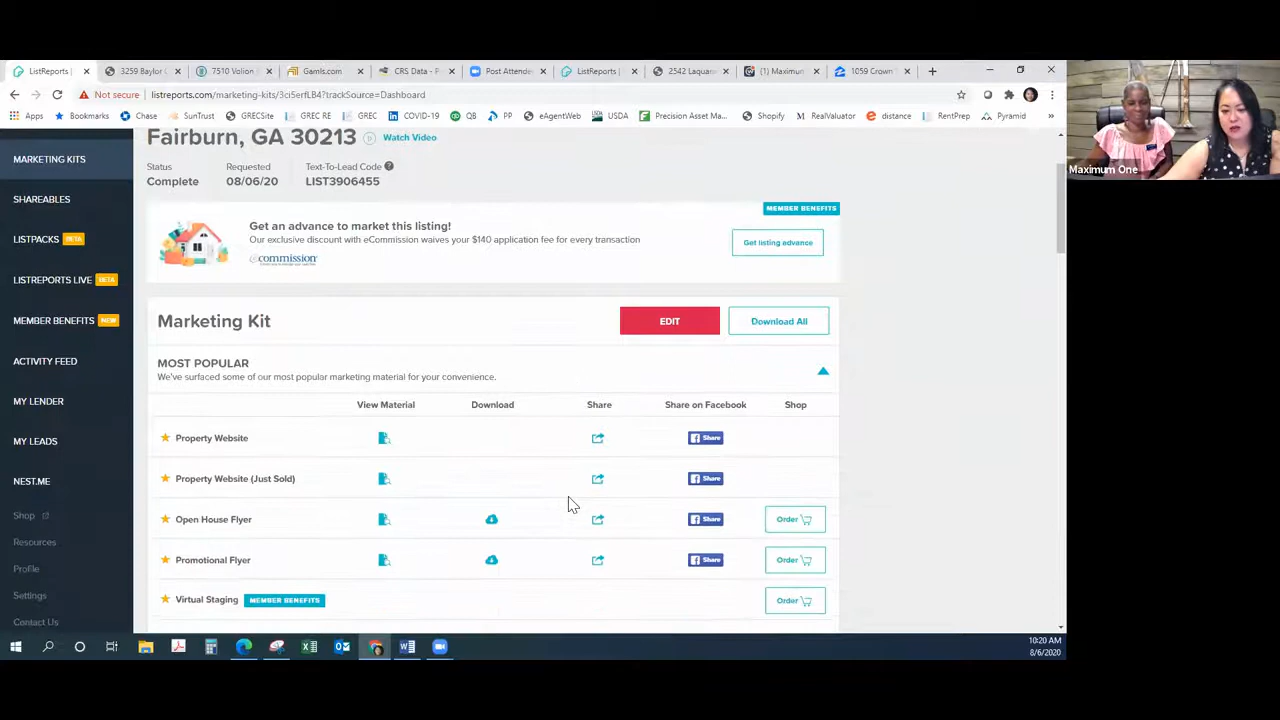 ListReports |
3259 Baylor C
7510 Volion
Gamls.com
CRS Data - P
Post Attende
ListReports |
2542 Laquan
(1) Maximum
1059 Crown
Not secure
listreports.com/marketing-kits/3ci5erfLB4?trackSource=Dashboard
Apps
Bookmarks
Chase
SunTrust
GRECSite
GREC RE
GREC
COVID-19
QB
PP
eAgentWeb
USDA
Precision Asset Ma...
Shopify
RealValuator
distance
RentPrep
Pyramid
Maximum One
MARKETING KITS
SHAREABLES
LISTPACKS BETA
LISTREPORTS LIVE BETA
MEMBER BENEFITS NEW
ACTIVITY FEED
MY LENDER
MY LEADS
NEST.ME
Shop
Resources
Profile
Settings
Contact Us
Fairburn, GA 30213 Watch Video
Status Requested Text-To-Lead Code
Complete 08/06/20 LIST3906455
MEMBER BENEFITS
Get an advance to market this listing!
Our exclusive discount with eCommission waives your $140 application fee for every transaction
Get listing advance
eCommission
Marketing Kit EDIT Download All
MOST POPULAR
We've surfaced some of our most popular marketing material for your convenience.
View Material Download Share Share on Facebook Shop
Property Website Share
Property Website (Just Sold) Share
Open House Flyer Share Order
Promotional Flyer Share Order
Virtual Staging MEMBER BENEFITS Order
10:20 AM
8/6/2020